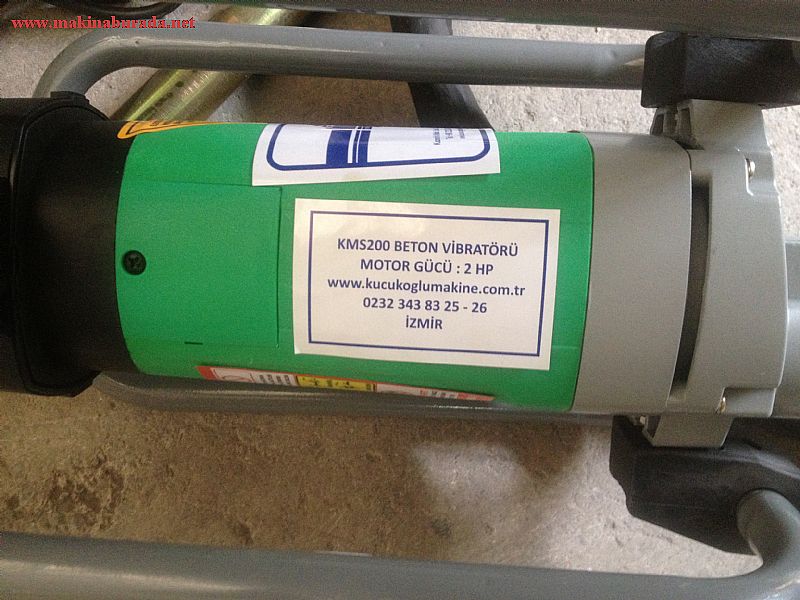 www.makinaburada.net
KMS200 BETON VİBRATÖRÜ
MOTOR GÜCÜ : 2 HP
www.kucukoglumakine.com.tr
0232 343 83 25 - 26
İZMİR